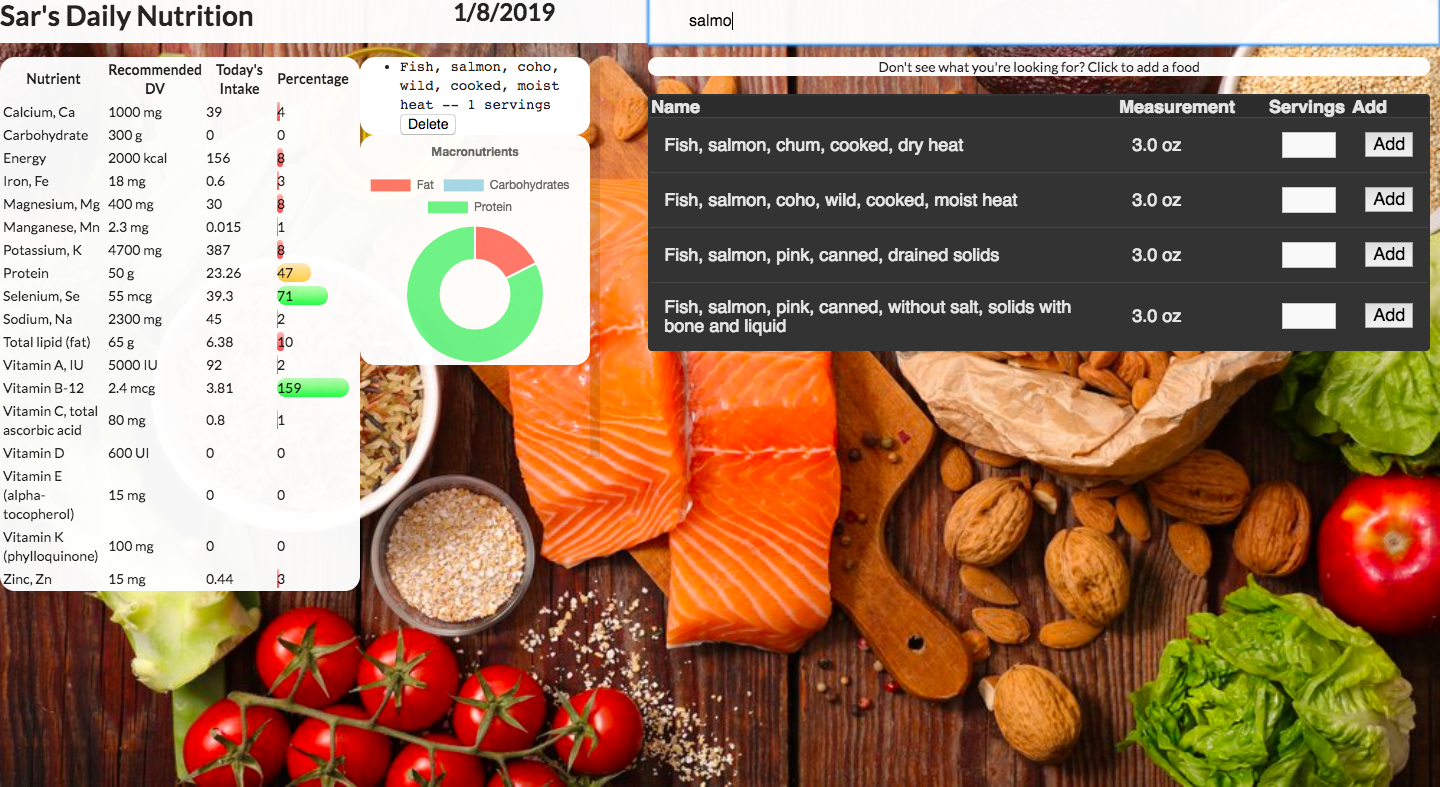 Sar's Daily Nutrition
1/8/2019
salmo
Nutrient Recommended DV Today's Intake Percentage
Calcium, Ca 1000 mg 39 4
Carbohydrate 300 g 0 0
Energy 2000 kcal 156 8
Iron, Fe 18 mg 0.6 3
Magnesium, Mg 400 mg 30 8
Manganese, Mn 2.3 mg 0.015 1
Potassium, K 4700 mg 387 8
Protein 50 g 23.26 47
Selenium, Se 55 mcg 39.3 71
Sodium, Na 2300 mg 45 2
Total lipid (fat) 65 g 6.38 10
Vitamin A, IU 5000 IU 92 2
Vitamin B-12 2.4 mcg 3.81 159
Vitamin C, total ascorbic acid 80 mg 0.8 1
Vitamin D 600 UI 0 0
Vitamin E (alpha-tocopherol) 15 mg 0 0
Vitamin K (phylloquinone) 100 mg 0 0
Zinc, Zn 15 mg 0.44 3
• Fish, salmon, coho,
wild, cooked, moist
heat -- 1 servings
Delete
Macronutrients
Fat Carbohydrates
Protein
Don't see what you're looking for? Click to add a food
Name Measurement Servings Add
Fish, salmon, chum, cooked, dry heat 3.0 oz Add
Fish, salmon, coho, wild, cooked, moist heat 3.0 oz Add
Fish, salmon, pink, canned, drained solids 3.0 oz Add
Fish, salmon, pink, canned, without salt, solids with
bone and liquid 3.0 oz Add